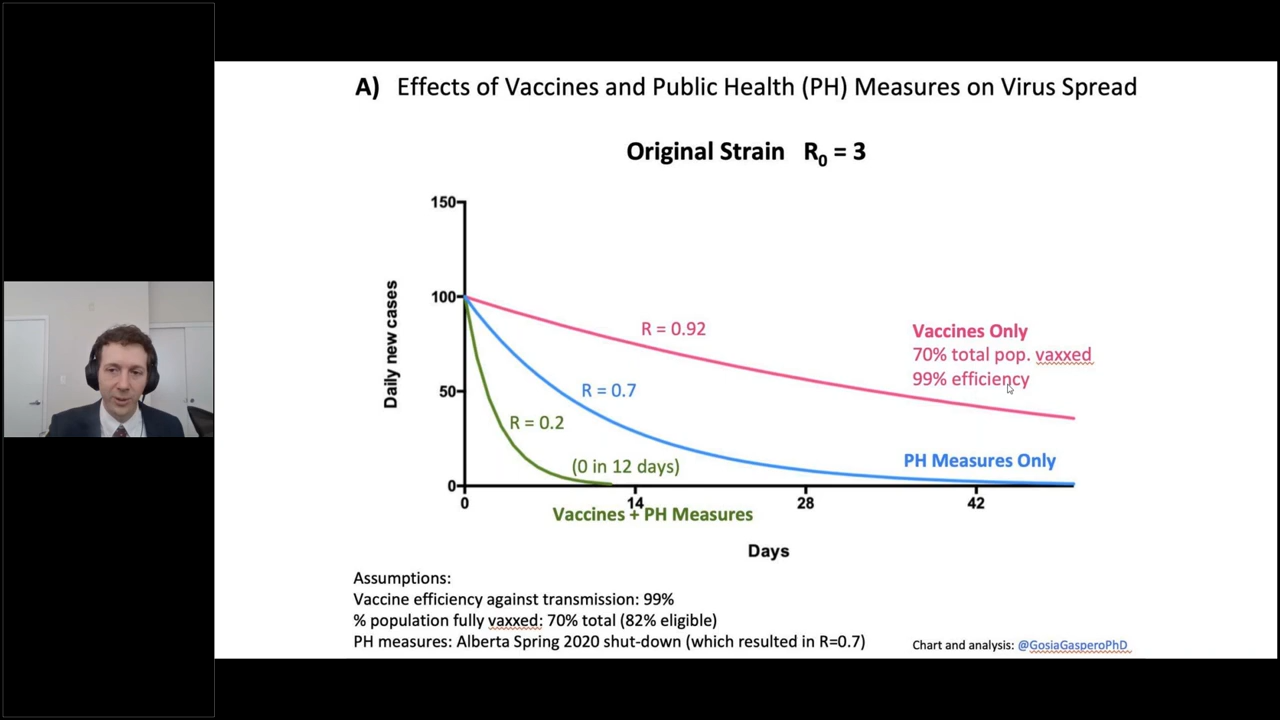 A) Effects of Vaccines and Public Health (PH) Measures on Virus Spread
Original Strain R₀ = 3
150
100
50
0
Daily new cases
R = 0.92
R = 0.7
R = 0.2
(0 in 12 days)
Vaccines Only
70% total pop. vaxxed
99% efficiency
PH Measures Only
0 14 28 42
Vaccines + PH Measures
Days
Assumptions:
Vaccine efficiency against transmission: 99%
% population fully vaxxed: 70% total (82% eligible)
PH measures: Alberta Spring 2020 shut-down (which resulted in R=0.7)
Chart and analysis: @GosiaGasperoPhD